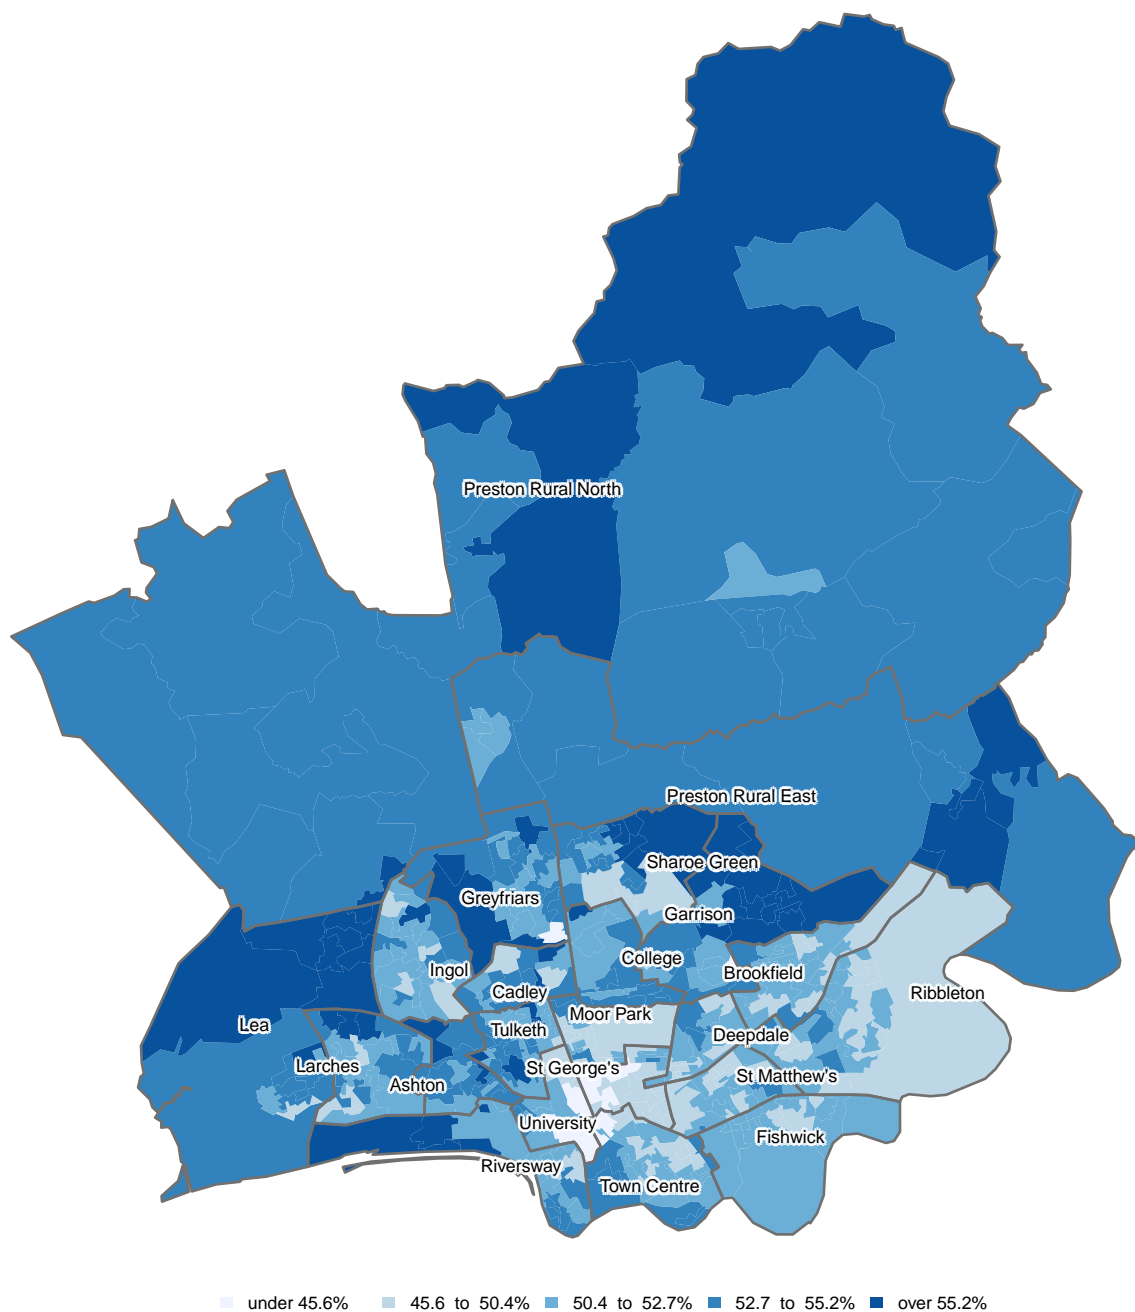 Preston Rural North
Preston Rural East
Sharoe Green
Greyfriars
Garrison
College
Ingol
Brookfield
Cadley
Ribbleton
Moor Park
Lea
Tulketh
Deepdale
Larches
St George's
Ashton
St Matthew's
University
Fishwick
Riversway
Town Centre
under 45.6% 45.6 to 50.4% 50.4 to 52.7% 52.7 to 55.2% over 55.2%